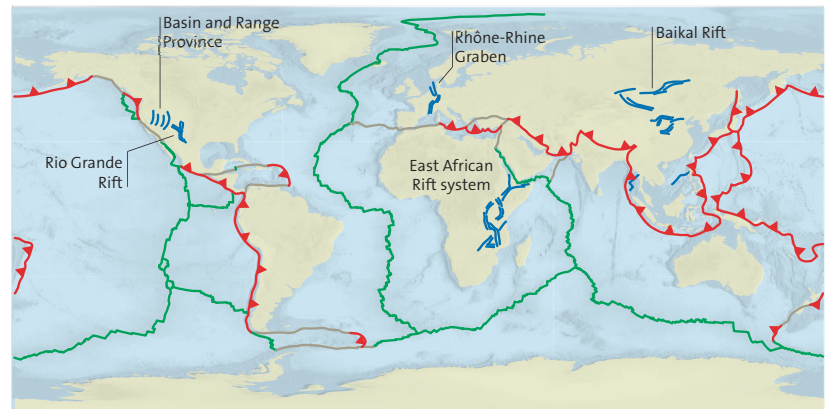 Basin and Range
Province
Rhône-Rhine
Graben
Baikal Rift
Rio Grande
Rift
East African
Rift system